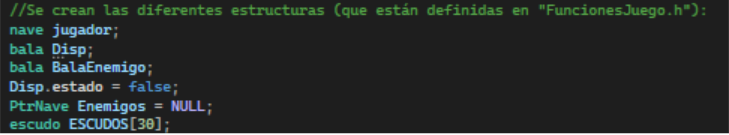 //Se crean las diferentes estructuras (que están definidas en "FuncionesJuego.h"):
nave jugador;
bala Disp;
bala BalaEnemigo;
Disp.estado = false;
PtrNave Enemigos = NULL;
escudo ESCUDOS[30];